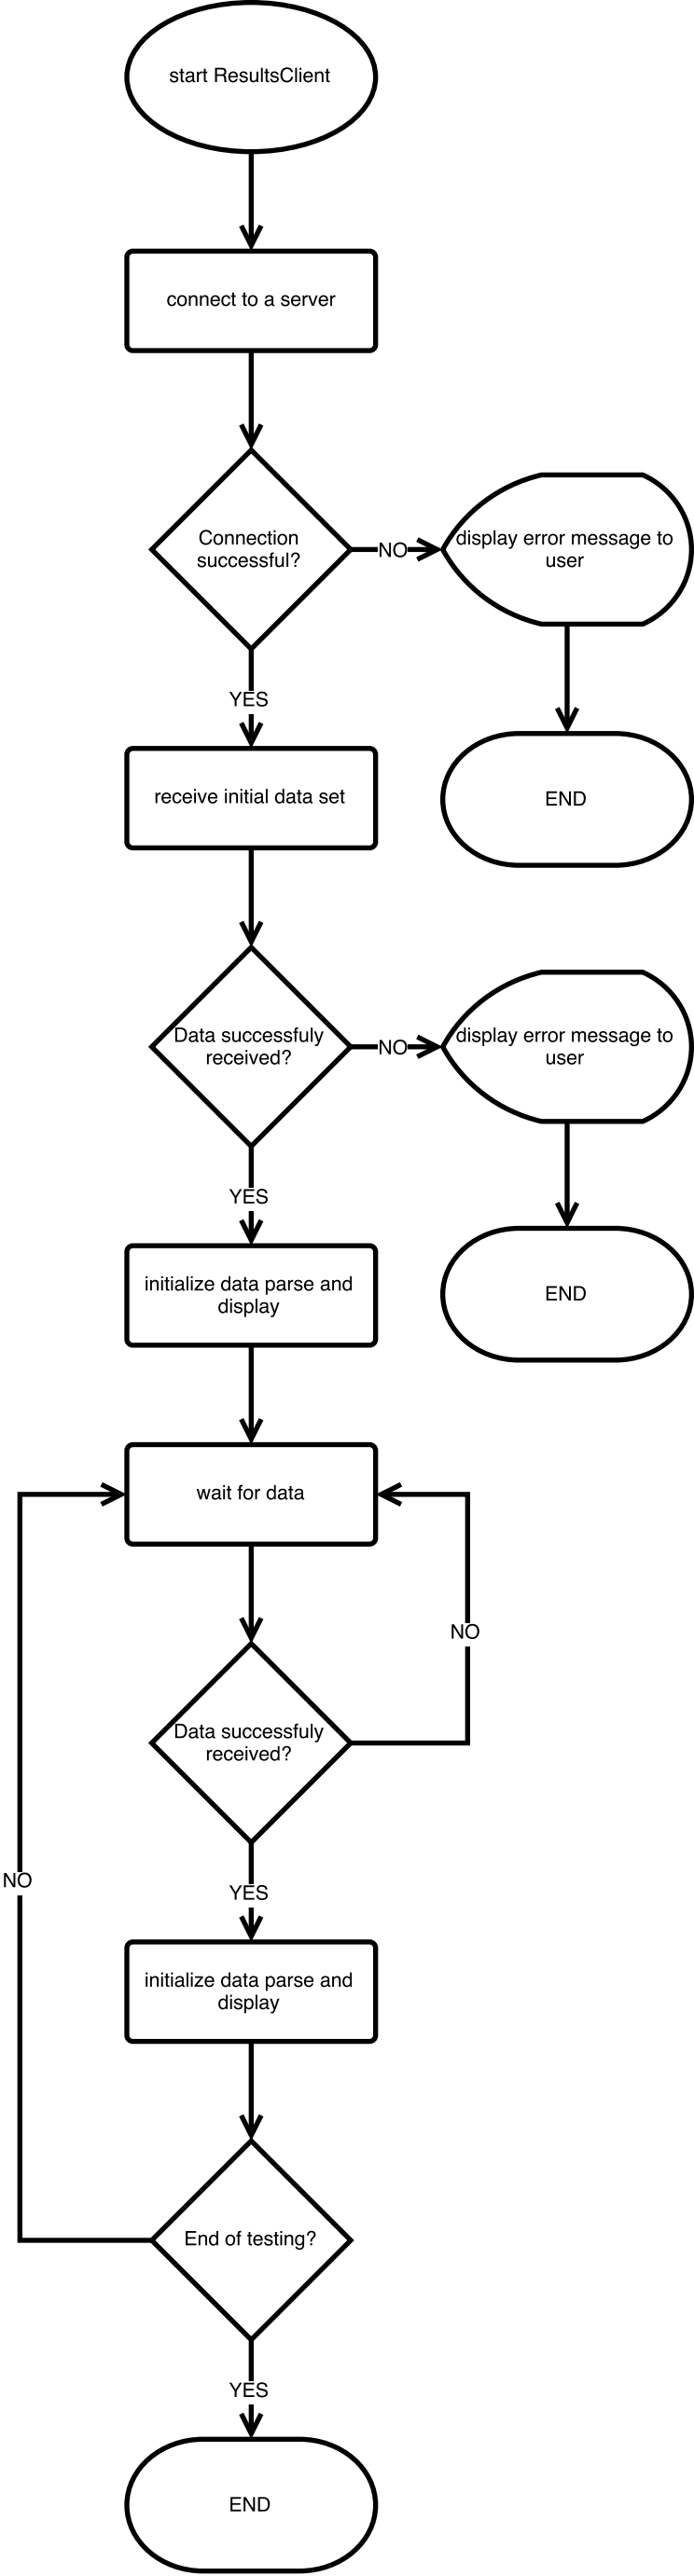 start ResultsClient
connect to a server
Connection
successful?
NO
display error message to
user
YES
receive initial data set
END
Data successfuly
received?
NO
display error message to
user
YES
initialize data parse and
display
END
wait for data
NO
Data successfuly
received?
NO
YES
initialize data parse and
display
End of testing?
YES
END